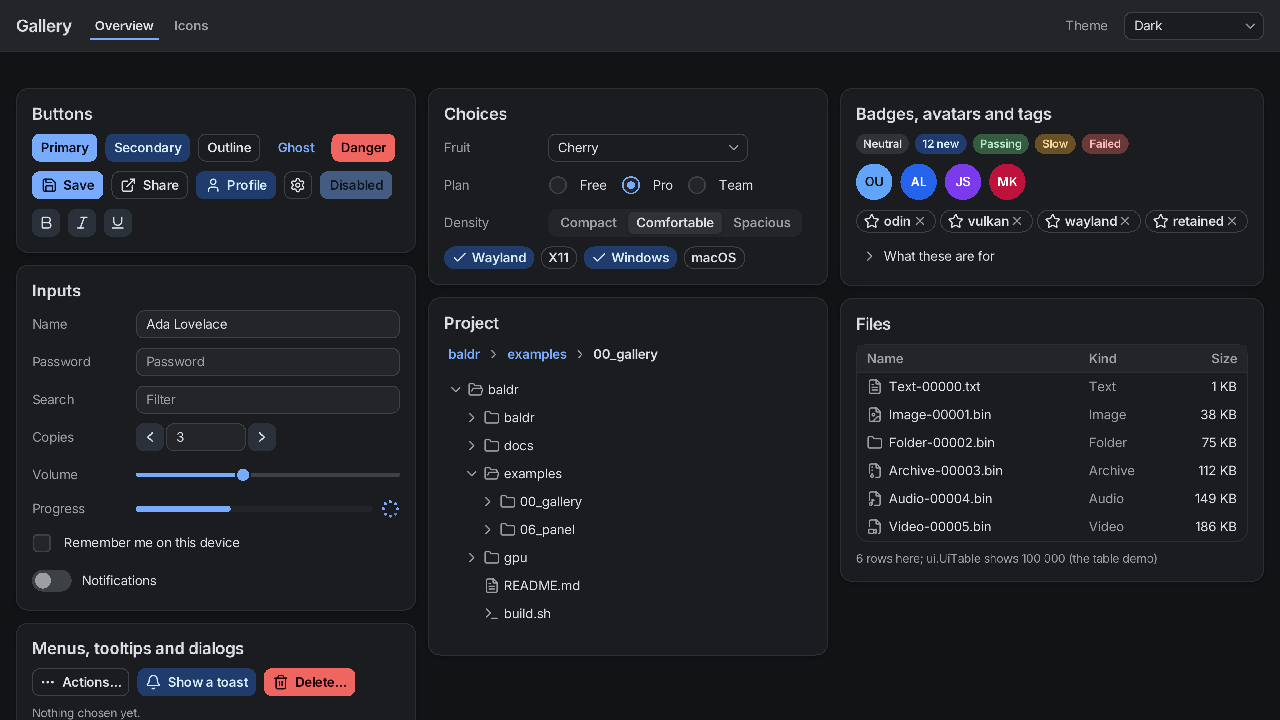 Gallery Overview Icons Theme Dark
Buttons
Primary Secondary Outline Ghost Danger
Save Share Profile Disabled
B I U
Inputs
Name Ada Lovelace
Password Password
Search Filter
Copies 3
Volume
Progress
Remember me on this device
Notifications
Menus, tooltips and dialogs
Actions... Show a toast Delete...
Nothing chosen yet.
Choices
Fruit Cherry
Plan Free Pro Team
Density Compact Comfortable Spacious
Wayland X11 Windows macOS
Project
baldr examples 00_gallery
baldr
baldr
docs
examples
00_gallery
06_panel
gpu
README.md
build.sh
Badges, avatars and tags
Neutral 12 new Passing Slow Failed
OU AL JS MK
odin vulkan wayland retained
What these are for
Files
Name Kind Size
Text-00000.txt Text 1 KB
Image-00001.bin Image 38 KB
Folder-00002.bin Folder 75 KB
Archive-00003.bin Archive 112 KB
Audio-00004.bin Audio 149 KB
Video-00005.bin Video 186 KB
6 rows here; ui.UiTable shows 100 000 (the table demo)